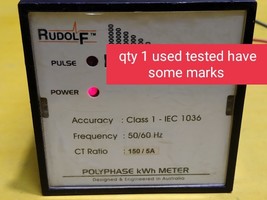 RUDOLF™
qty 1 used tested have
some marks
PULSE
POWER
Accuracy : Class 1 - IEC 1036
Frequency : 50/60 Hz
CT Ratio : 150 / 5A
POLYPHASE kWh METER
Designed & Engineered in Australia